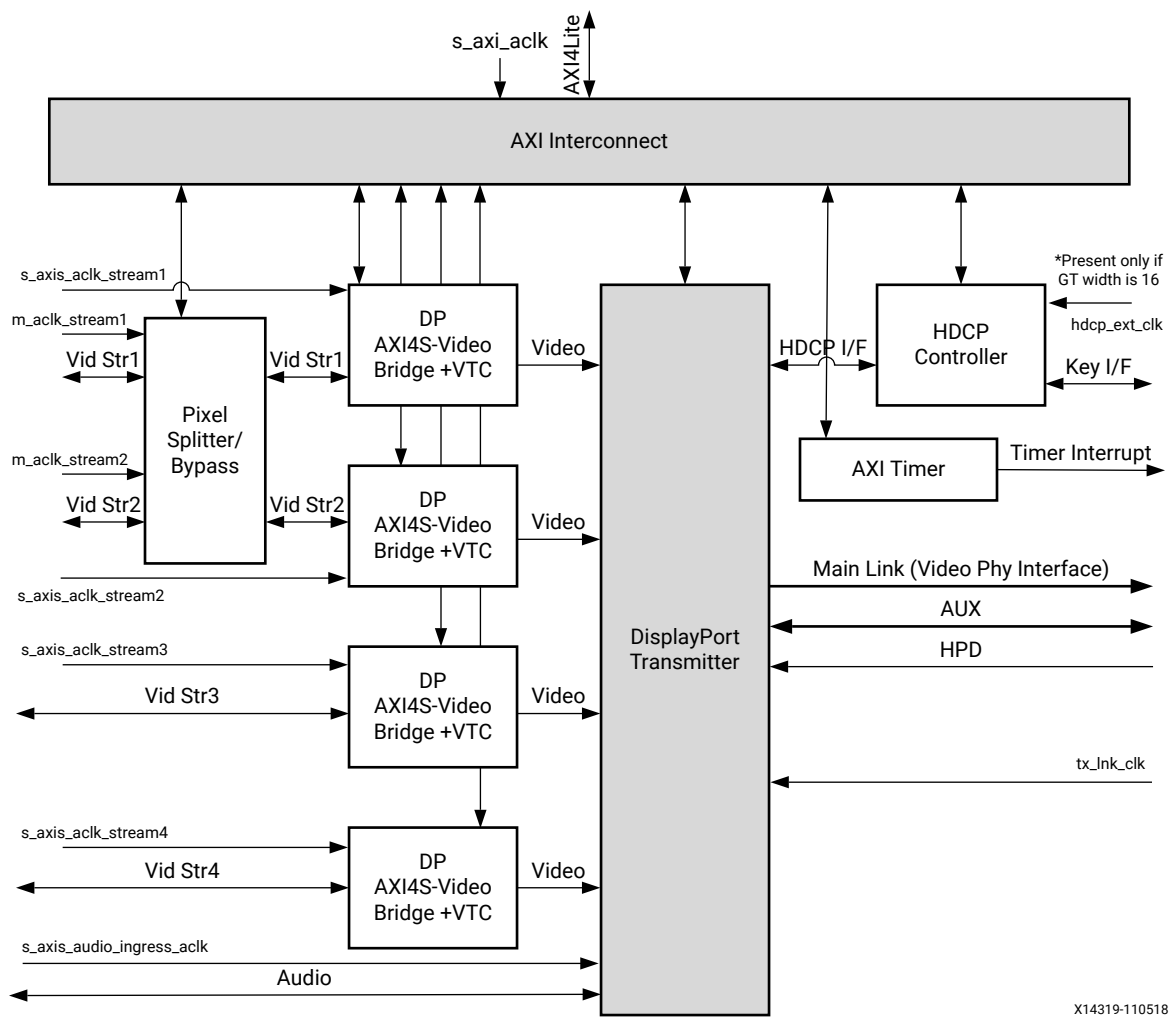 s_axi_aclk
AXI4Lite
AXI Interconnect
s_axis_aclk_stream1
m_aclk_stream1
Vid Str1
Vid Str1
Pixel
Splitter/
Bypass
m_aclk_stream2
Vid Str2
Vid Str2
s_axis_aclk_stream2
DP
AXI4S-Video
Bridge +VTC
Video
DP
AXI4S-Video
Bridge +VTC
Video
s_axis_aclk_stream3
Vid Str3
DP
AXI4S-Video
Bridge +VTC
Video
s_axis_aclk_stream4
Vid Str4
DP
AXI4S-Video
Bridge +VTC
Video
s_axis_audio_ingress_aclk
Audio
DisplayPort
Transmitter
HDCP I/F
HDCP
Controller
*Present only if
GT width is 16
hdcp_ext_clk
Key I/F
AXI Timer
Timer Interrupt
Main Link (Video Phy Interface)
AUX
HPD
tx_lnk_clk
X14319-110518